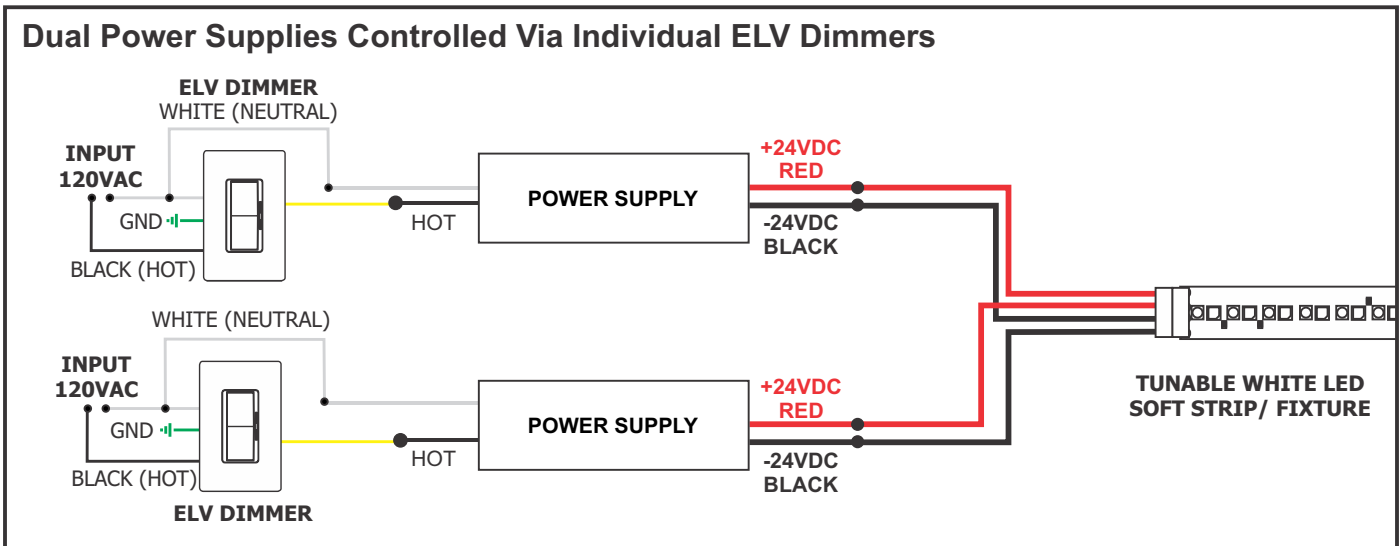 Dual Power Supplies Controlled Via Individual ELV Dimmers
ELV DIMMER
WHITE (NEUTRAL)
INPUT
120VAC
GND
BLACK (HOT)
HOT
POWER SUPPLY
+24VDC
RED
-24VDC
BLACK
WHITE (NEUTRAL)
INPUT
120VAC
GND
BLACK (HOT)
ELV DIMMER
HOT
POWER SUPPLY
+24VDC
RED
-24VDC
BLACK
TUNABLE WHITE LED
SOFT STRIP/ FIXTURE